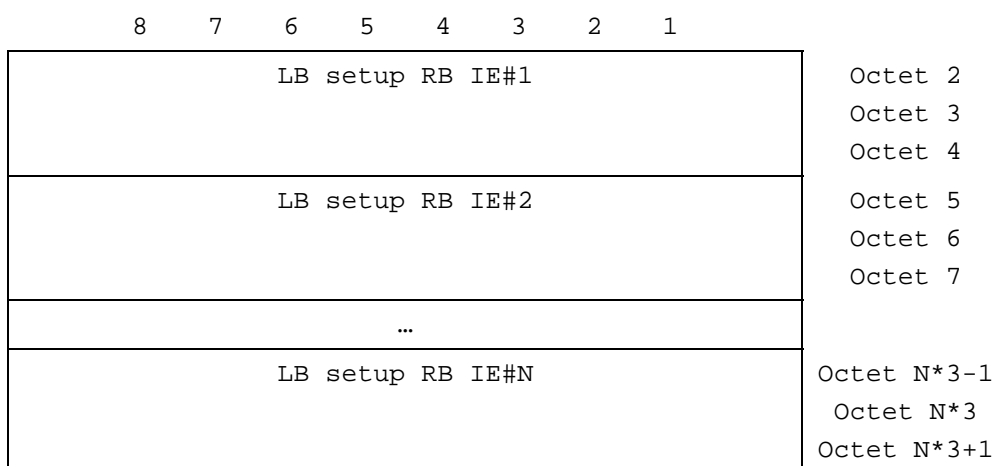 8 7 6 5 4 3 2 1
LB setup RB IE#1 Octet 2
Octet 3
Octet 4
LB setup RB IE#2 Octet 5
Octet 6
Octet 7
…
LB setup RB IE#N Octet N*3-1
Octet N*3
Octet N*3+1